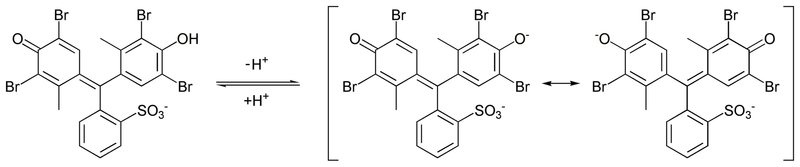 Br Br Br Br Br Br
O OH O O⁻ ⁻O O
-H⁺
Br Br Br Br Br Br
+H⁺
SO₃⁻ SO₃⁻ SO₃⁻